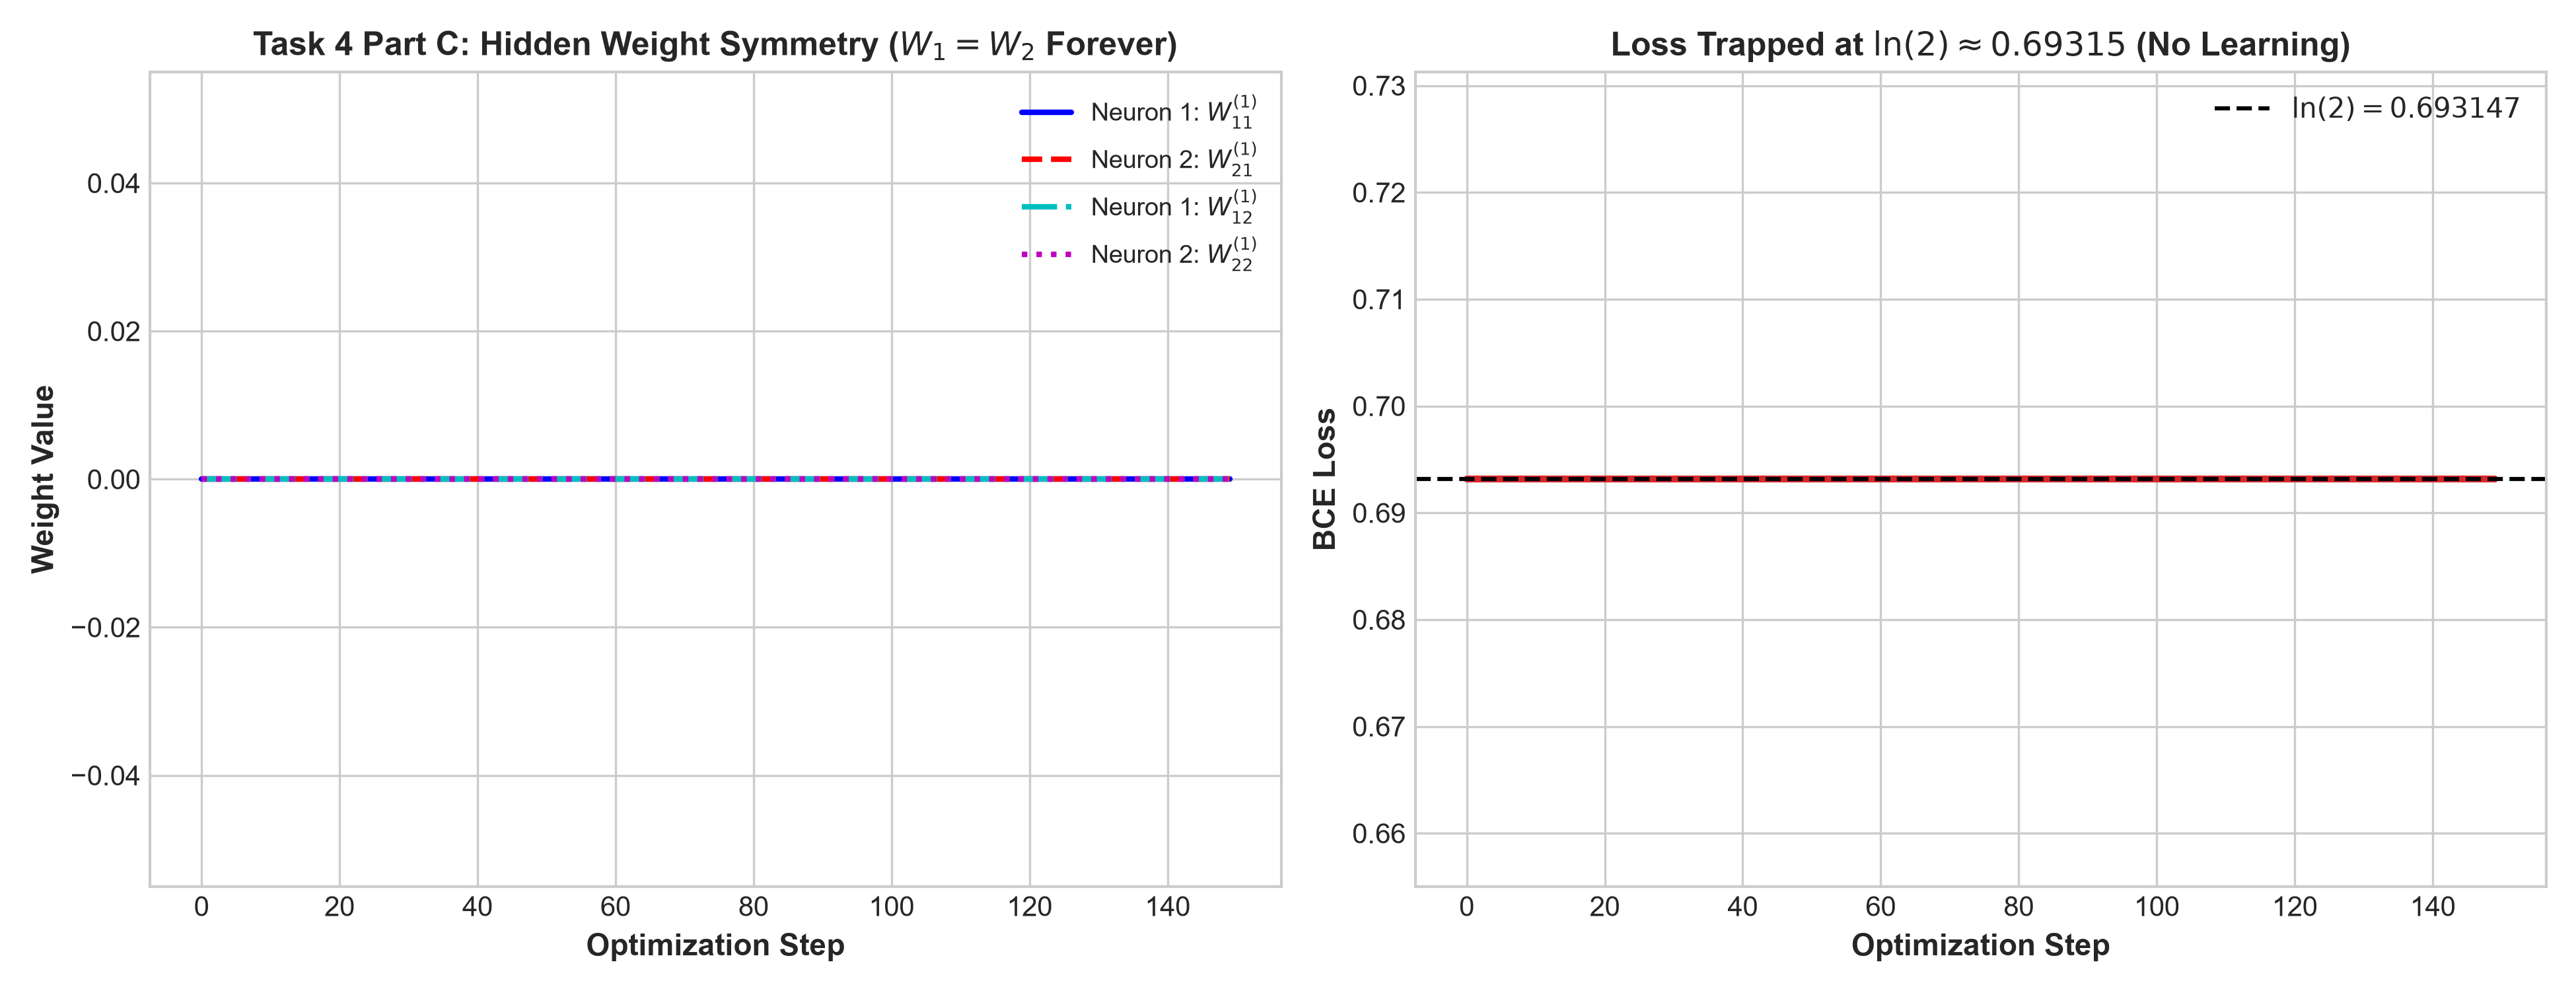 Task 4 Part C: Hidden Weight Symmetry (W₁ = W₂ Forever)
Weight Value
0.04
0.02
0.00
−0.02
−0.04
0 20 40 60 80 100 120 140
Optimization Step
Neuron 1: W₁₁⁽¹⁾
Neuron 2: W₂₁⁽¹⁾
Neuron 1: W₁₂⁽¹⁾
Neuron 2: W₂₂⁽¹⁾
Loss Trapped at ln(2) ≈ 0.69315 (No Learning)
BCE Loss
0.73
0.72
0.71
0.70
0.69
0.68
0.67
0.66
0 20 40 60 80 100 120 140
Optimization Step
ln(2) = 0.693147